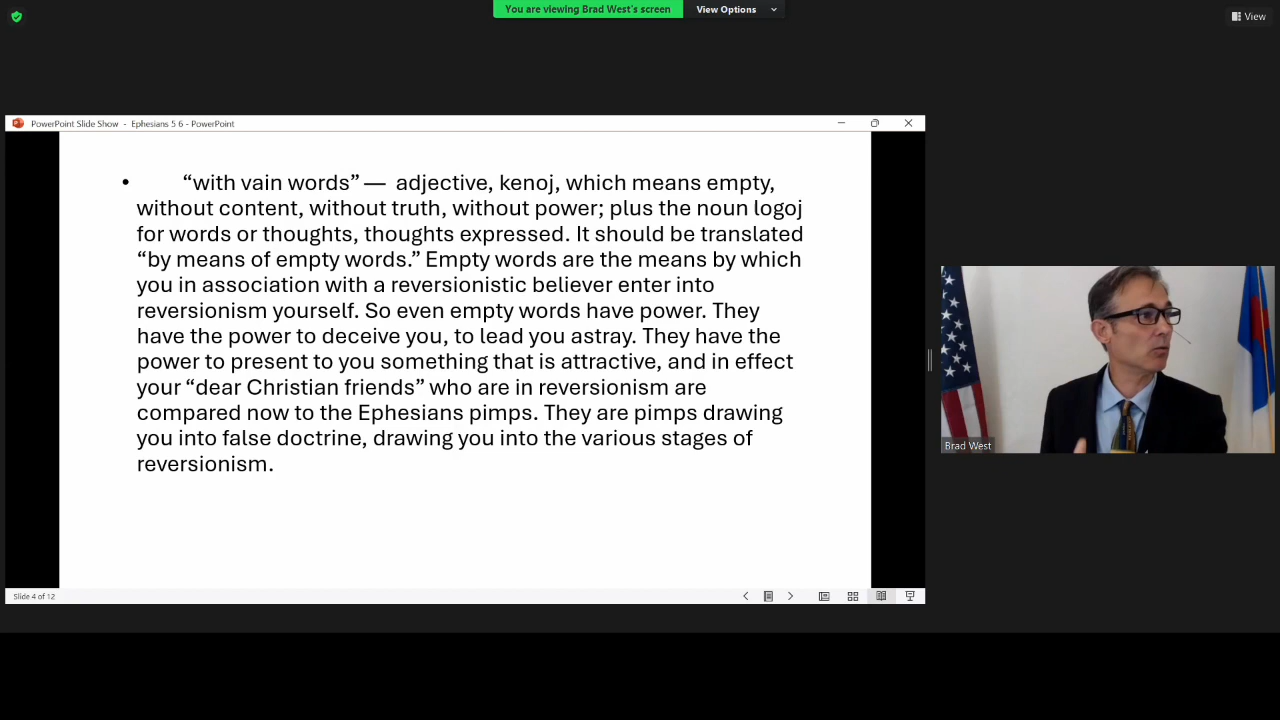 You are viewing Brad West's screen
View Options
View
PowerPoint Slide Show - Ephesians 5 6 - PowerPoint
• “with vain words” — adjective, kenoj, which means empty,
without content, without truth, without power; plus the noun logoj
for words or thoughts, thoughts expressed. It should be translated
“by means of empty words.” Empty words are the means by which
you in association with a reversionistic believer enter into
reversionism yourself. So even empty words have power. They
have the power to deceive you, to lead you astray. They have the
power to present to you something that is attractive, and in effect
your “dear Christian friends” who are in reversionism are
compared now to the Ephesians pimps. They are pimps drawing
you into false doctrine, drawing you into the various stages of
reversionism.
Brad West
Slide 4 of 12